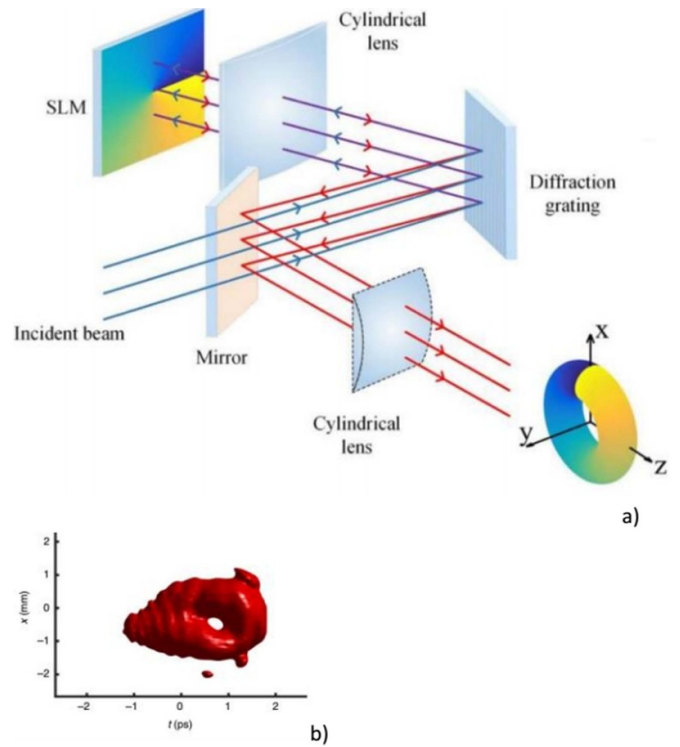 Cylindrical
lens
SLM
Diffraction
grating
Incident beam
Mirror
Cylindrical
lens
x
y
z
a)
2
1
0
−1
−2
x (mm)
−2 −1 0 1 2
t (ps)
b)